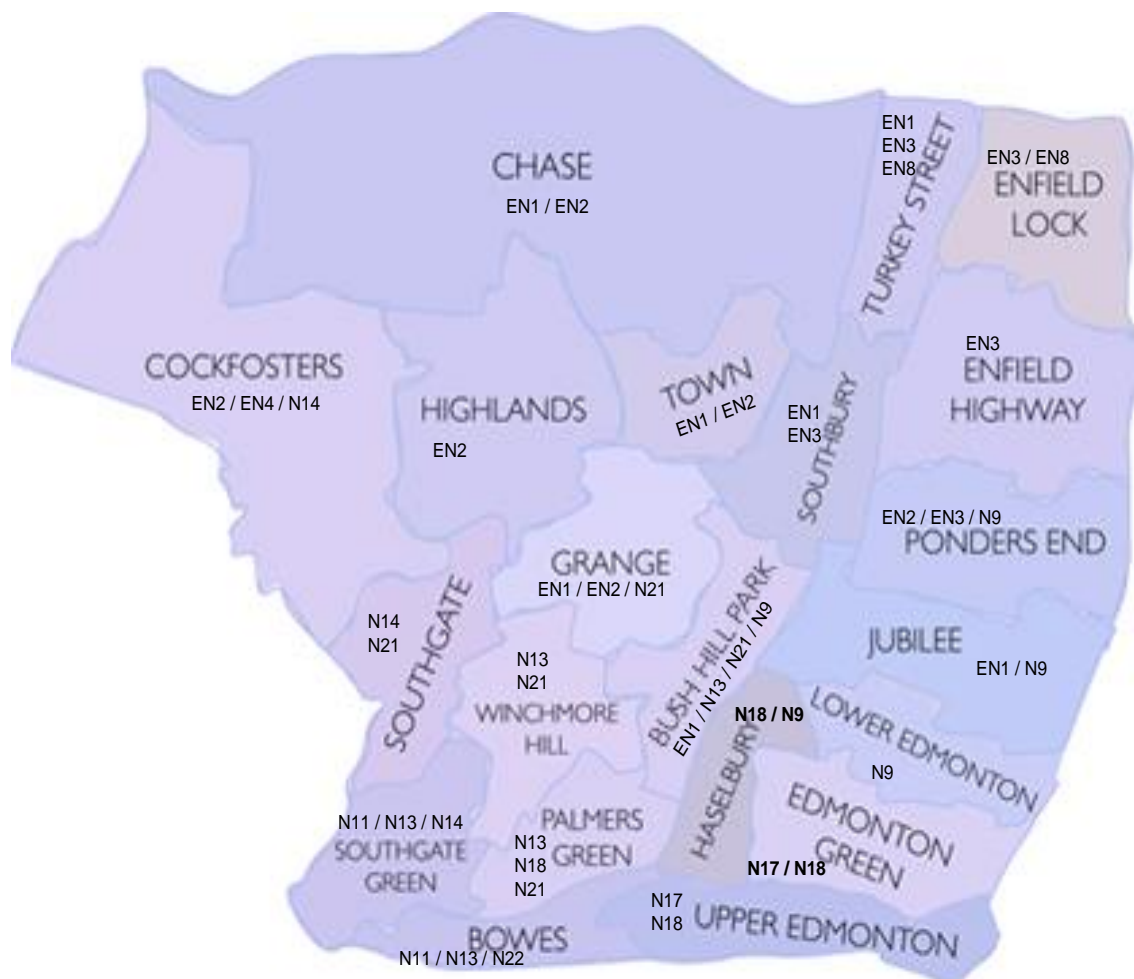 CHASE
EN1 / EN2
EN1
EN3
EN8
TURKEY STREET
EN3 / EN8
ENFIELD
LOCK
COCKFOSTERS
EN2 / EN4 / N14
HIGHLANDS
EN2
TOWN
EN1 / EN2
EN1
EN3
SOUTHBURY
EN3
ENFIELD
HIGHWAY
EN2 / EN3 / N9
PONDERS END
GRANGE
EN1 / EN2 / N21
N14
N21
SOUTHGATE
N13
N21
WINCHMORE
HILL
BUSH HILL PARK
EN1 / N13 / N21 / N9
JUBILEE
EN1 / N9
N18 / N9
HASELBURY
LOWER EDMONTON
N9
EDMONTON
GREEN
N17 / N18
N11 / N13 / N14
SOUTHGATE
GREEN
PALMERS
GREEN
N13
N18
N21
N17
N18
UPPER EDMONTON
BOWES
N11 / N13 / N22